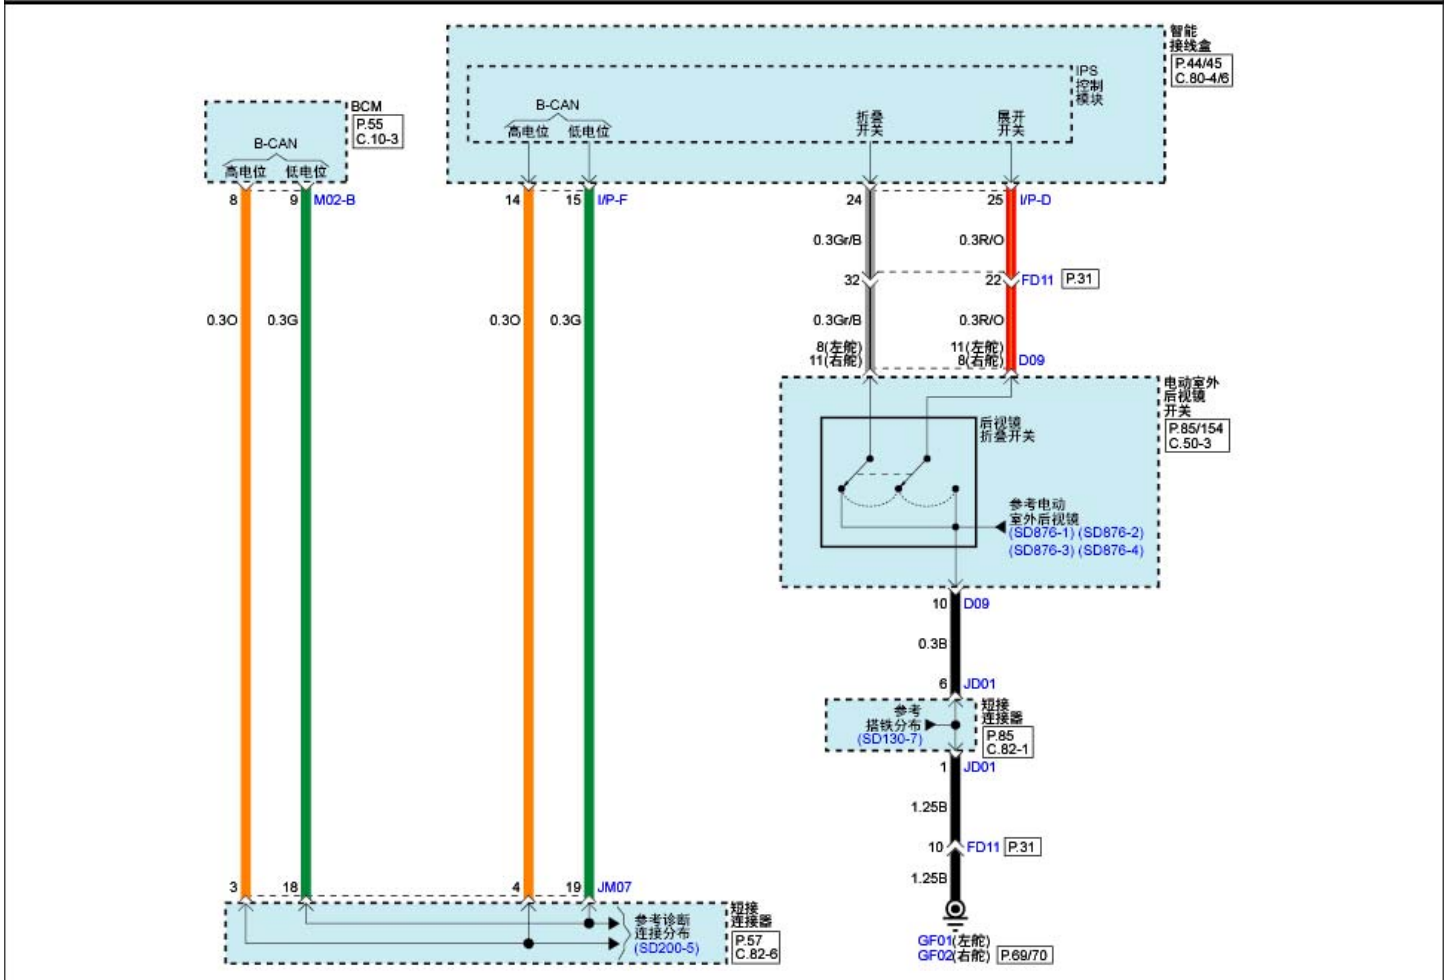 智能
接线盒
P.44/45
C.80-4/6
IPS
控制
模块
B-CAN
高电位 低电位
折叠
开关
展开
开关
BCM
P.55
C.10-3
B-CAN
高电位 低电位
8 9 M02-B
14 15 I/P-F
24 25 I/P-D
0.3Gr/B 0.3R/O
32 22 FD11 P.31
0.3O 0.3G 0.3O 0.3G 0.3Gr/B 0.3R/O
8(左舵) 11(左舵)
11(右舵) 8(右舵) D09
电动室外
后视镜
开关
P.85/154
C.50-3
后视镜
折叠开关
参考电动
室外后视镜
(SD876-1) (SD876-2)
(SD876-3) (SD876-4)
10 D09
0.3B
6 JD01
参考
搭铁分布
(SD130-7)
短接
连接器
P.85
C.82-1
1 JD01
1.25B
10 FD11 P.31
1.25B
GF01(左舵)
GF02(右舵) P.69/70
3 18 4 19 JM07
参考诊断
连接分布
(SD200-5)
短接
连接器
P.57
C.82-6